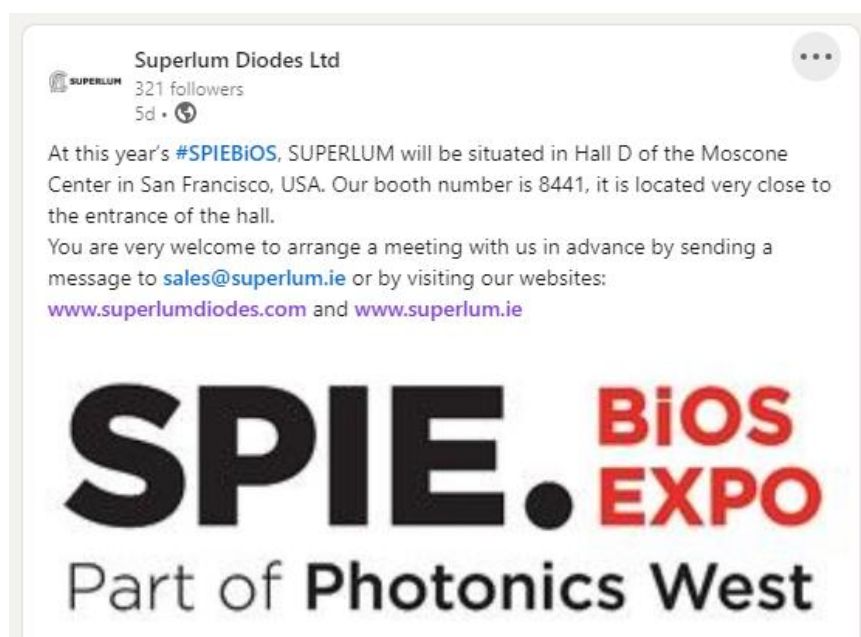 SUPERLUM
Superlum Diodes Ltd
321 followers
5d •
At this year's #SPIEBiOS, SUPERLUM will be situated in Hall D of the Moscone
Center in San Francisco, USA. Our booth number is 8441, it is located very close to
the entrance of the hall.
You are very welcome to arrange a meeting with us in advance by sending a
message to sales@superlum.ie or by visiting our websites:
www.superlumdiodes.com and www.superlum.ie
SPIE. BiOS
EXPO
Part of Photonics West